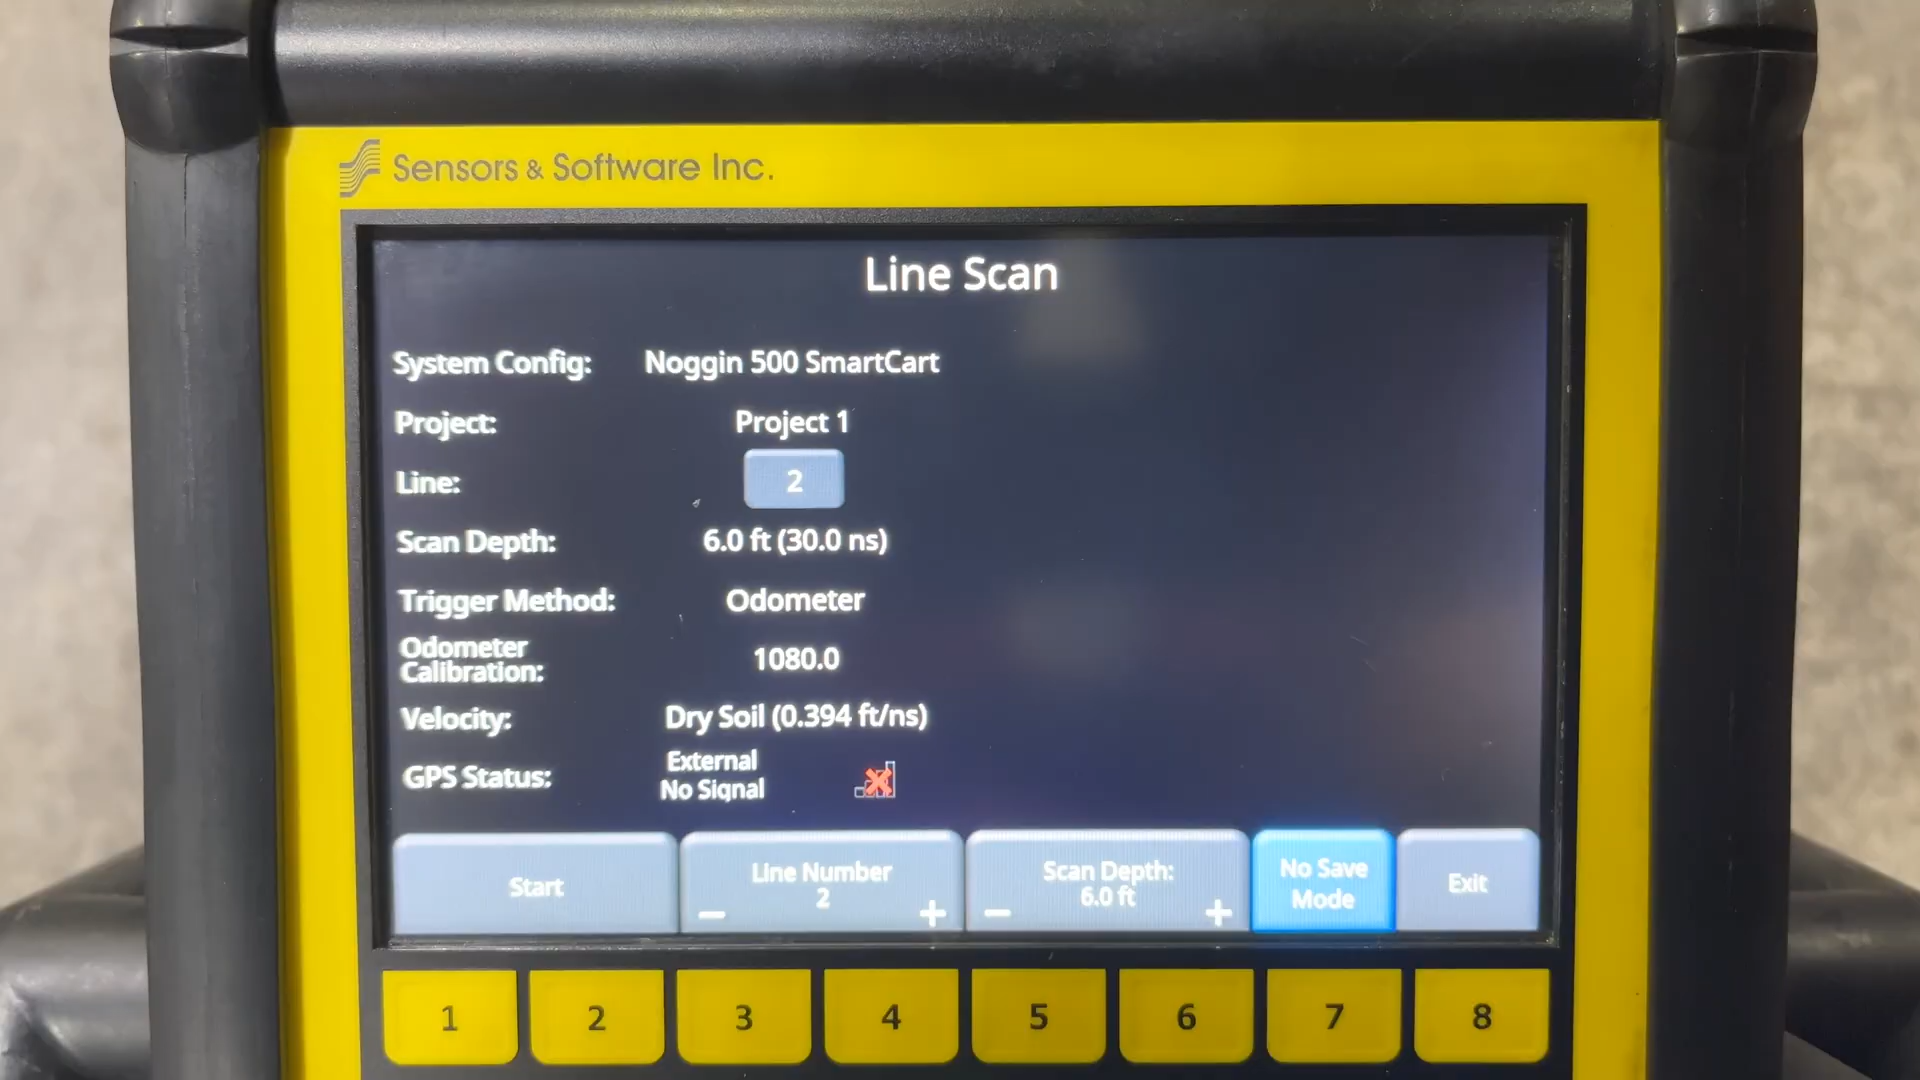 Sensors & Software Inc.
Line Scan
System Config: Noggin 500 SmartCart
Project: Project 1
Line: 2
Scan Depth: 6.0 ft (30.0 ns)
Trigger Method: Odometer
Odometer
Calibration: 1080.0
Velocity: Dry Soil (0.394 ft/ns)
GPS Status: External
No Signal
Start
Line Number
2
− +
Scan Depth:
6.0 ft
− +
No Save
Mode
Exit
1 2 3 4 5 6 7 8